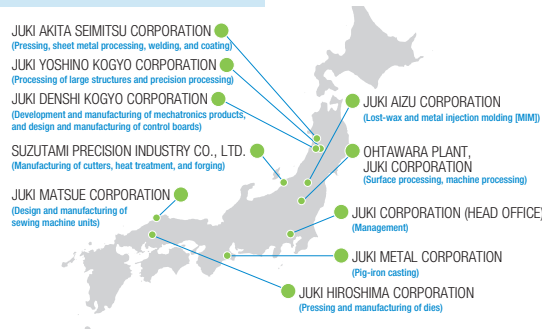 JUKI AKITA SEIMITSU CORPORATION
(Pressing, sheet metal processing, welding, and coating)
JUKI YOSHINO KOGYO CORPORATION
(Processing of large structures and precision processing)
JUKI DENSHI KOGYO CORPORATION
(Development and manufacturing of mechatronics products,
and design and manufacturing of control boards)
SUZUTAMI PRECISION INDUSTRY CO., LTD.
(Manufacturing of cutters, heat treatment, and forging)
JUKI MATSUE CORPORATION
(Design and manufacturing of
sewing machine units)
JUKI AIZU CORPORATION
(Lost-wax and metal injection molding [MIM])
OHTAWARA PLANT,
JUKI CORPORATION
(Surface processing, machine processing)
JUKI CORPORATION (HEAD OFFICE)
(Management)
JUKI METAL CORPORATION
(Pig-iron casting)
JUKI HIROSHIMA CORPORATION
(Pressing and manufacturing of dies)